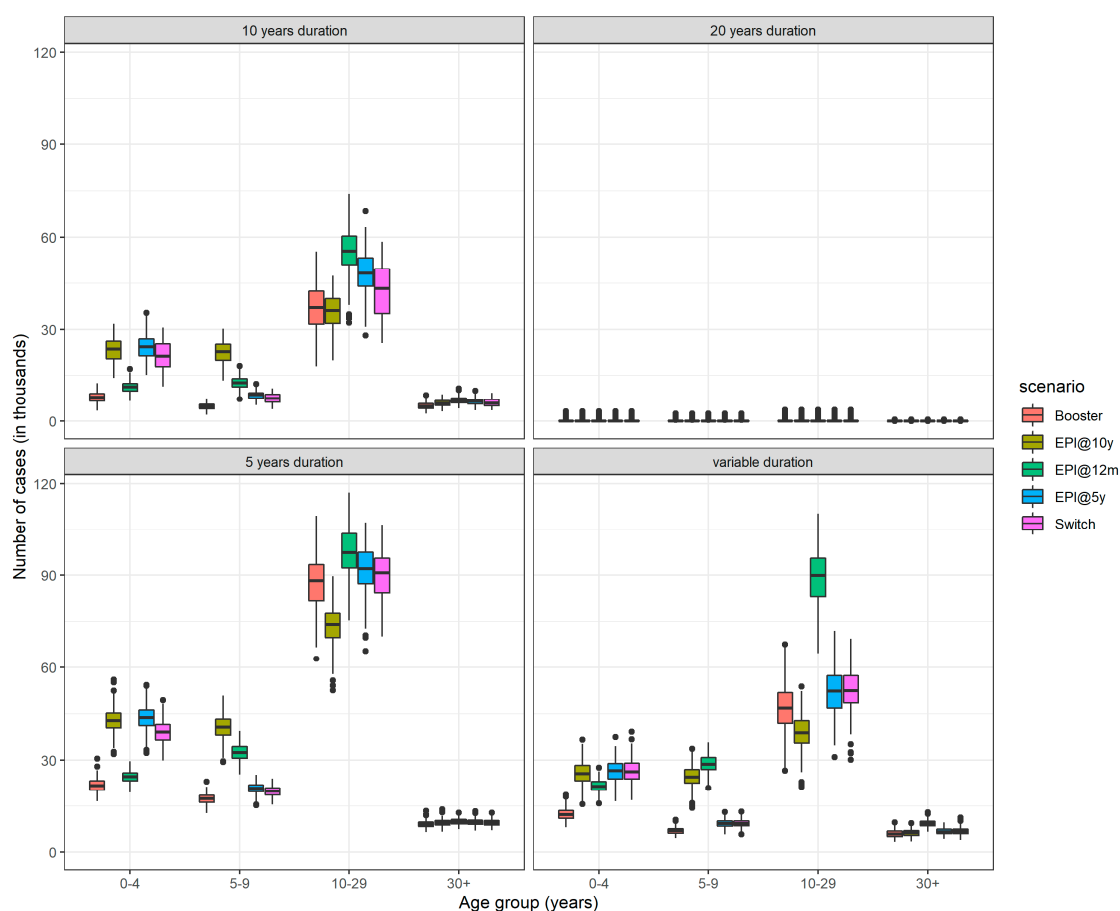 10 years duration
20 years duration
120
90
60
30
0
5 years duration
variable duration
120
90
60
30
0
Number of cases (in thousands)
0-4
5-9
10-29
30+
0-4
5-9
10-29
30+
Age group (years)
scenario
Booster
EPI@10y
EPI@12m
EPI@5y
Switch